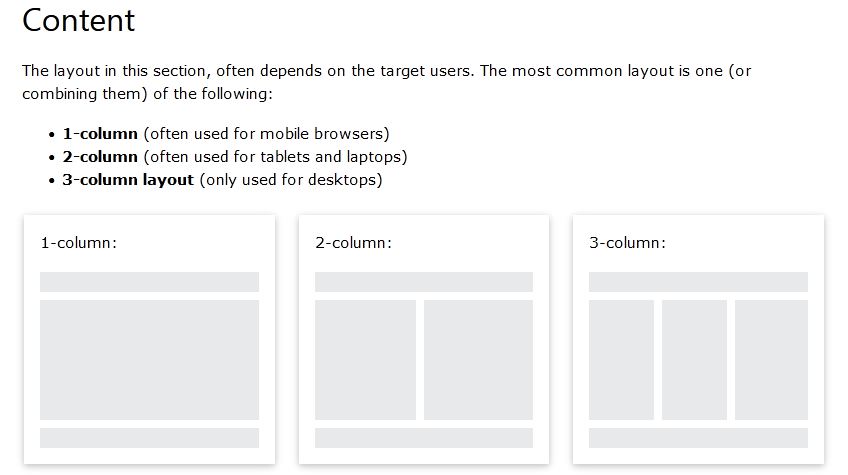 Content
The layout in this section, often depends on the target users. The most common layout is one (or
combining them) of the following:
• 1-column (often used for mobile browsers)
• 2-column (often used for tablets and laptops)
• 3-column layout (only used for desktops)
1-column:
2-column:
3-column: